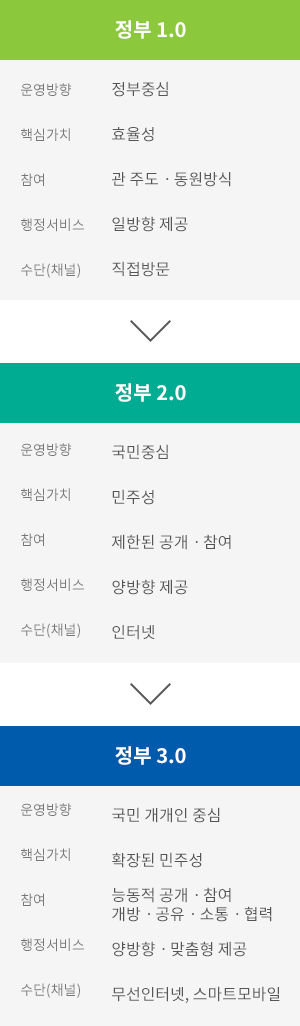 정부 1.0
운영방향 정부중심
핵심가치 효율성
참여 관 주도 · 동원방식
행정서비스 일방향 제공
수단(채널) 직접방문
정부 2.0
운영방향 국민중심
핵심가치 민주성
참여 제한된 공개 · 참여
행정서비스 양방향 제공
수단(채널) 인터넷
정부 3.0
운영방향 국민 개개인 중심
핵심가치 확장된 민주성
참여 능동적 공개 · 참여
개방 · 공유 · 소통 · 협력
행정서비스 양방향 · 맞춤형 제공
수단(채널) 무선인터넷, 스마트모바일